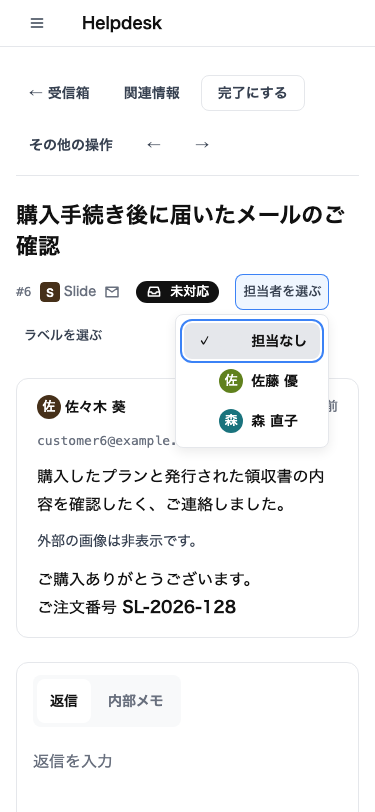 Helpdesk
← 受信箱
関連情報
完了にする
その他の操作
←
→
購入手続き後に届いたメールのご
確認
#6
S
Slide
未対応
担当者を選ぶ
ラベルを選ぶ
✓ 担当なし
佐 佐藤 優
森 森 直子
佐 佐々木 葵
前
customer6@example.
購入したプランと発行された領収書の内
容を確認したく、ご連絡しました。
外部の画像は非表示です。
ご購入ありがとうございます。
ご注文番号 SL-2026-128
返信
内部メモ
返信を入力